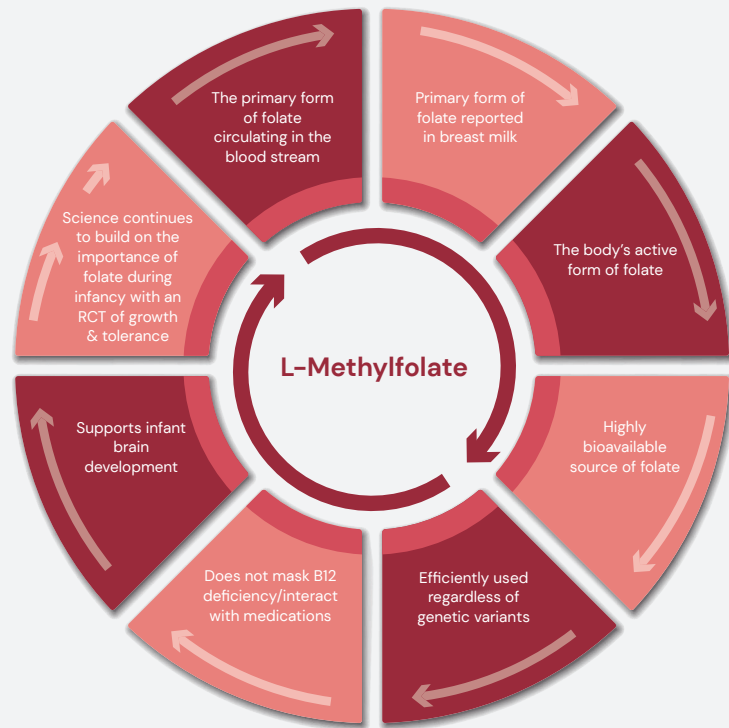 The primary form
of folate
circulating in the
blood stream
Primary form of
folate reported
in breast milk
The body's active
form of folate
Highly
bioavailable
source of folate
Efficiently used
regardless of
genetic variants
Does not mask B12
deficiency/interact
with medications
Supports infant
brain
development
Science continues
to build on the
importance of
folate during
infancy with an
RCT of growth
& tolerance
L-Methylfolate